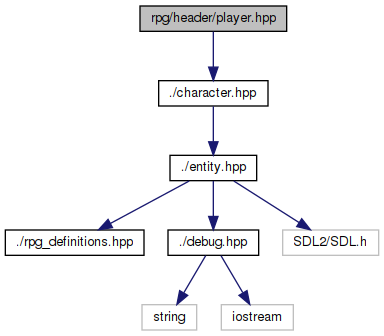 rpg/header/player.hpp
./character.hpp
./entity.hpp
./rpg_definitions.hpp
./debug.hpp
SDL2/SDL.h
string
iostream